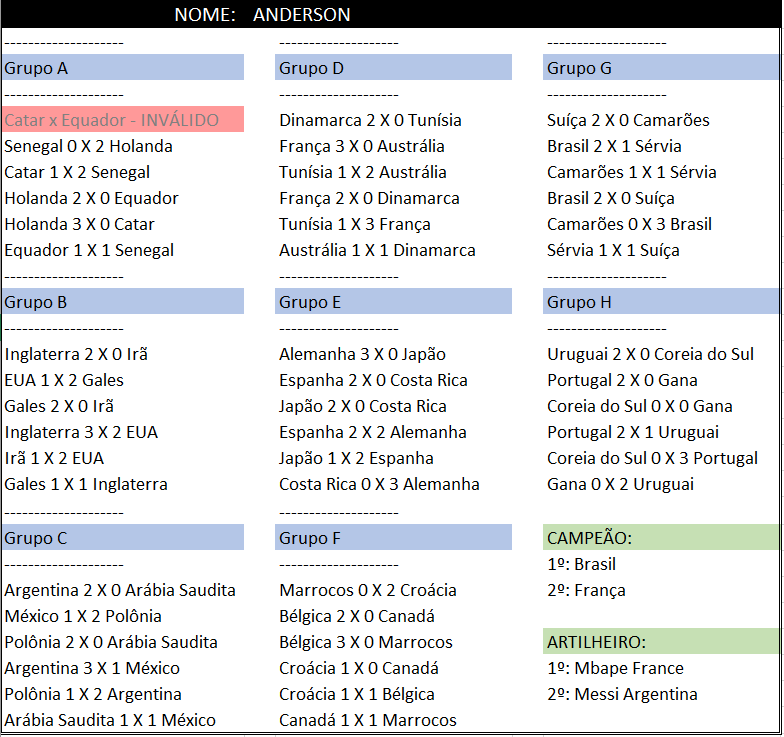 NOME: ANDERSON
--------------------
Grupo A
--------------------
Catar x Equador - INVÁLIDO
Senegal 0 X 2 Holanda
Catar 1 X 2 Senegal
Holanda 2 X 0 Equador
Holanda 3 X 0 Catar
Equador 1 X 1 Senegal
--------------------
Grupo B
--------------------
Inglaterra 2 X 0 Irã
EUA 1 X 2 Gales
Gales 2 X 0 Irã
Inglaterra 3 X 2 EUA
Irã 1 X 2 EUA
Gales 1 X 1 Inglaterra
--------------------
Grupo C
--------------------
Argentina 2 X 0 Arábia Saudita
México 1 X 2 Polônia
Polônia 2 X 0 Arábia Saudita
Argentina 3 X 1 México
Polônia 1 X 2 Argentina
Arábia Saudita 1 X 1 México
--------------------
Grupo D
--------------------
Dinamarca 2 X 0 Tunísia
França 3 X 0 Austrália
Tunísia 1 X 2 Austrália
França 2 X 0 Dinamarca
Tunísia 1 X 3 França
Austrália 1 X 1 Dinamarca
--------------------
Grupo E
--------------------
Alemanha 3 X 0 Japão
Espanha 2 X 0 Costa Rica
Japão 2 X 0 Costa Rica
Espanha 2 X 2 Alemanha
Japão 1 X 2 Espanha
Costa Rica 0 X 3 Alemanha
--------------------
Grupo F
--------------------
Marrocos 0 X 2 Croácia
Bélgica 2 X 0 Canadá
Bélgica 3 X 0 Marrocos
Croácia 1 X 0 Canadá
Croácia 1 X 1 Bélgica
Canadá 1 X 1 Marrocos
--------------------
Grupo G
--------------------
Suíça 2 X 0 Camarões
Brasil 2 X 1 Sérvia
Camarões 1 X 1 Sérvia
Brasil 2 X 0 Suíça
Camarões 0 X 3 Brasil
Sérvia 1 X 1 Suíça
--------------------
Grupo H
--------------------
Uruguai 2 X 0 Coreia do Sul
Portugal 2 X 0 Gana
Coreia do Sul 0 X 0 Gana
Portugal 2 X 1 Uruguai
Coreia do Sul 0 X 3 Portugal
Gana 0 X 2 Uruguai
CAMPEÃO:
1º: Brasil
2º: França
ARTILHEIRO:
1º: Mbape France
2º: Messi Argentina